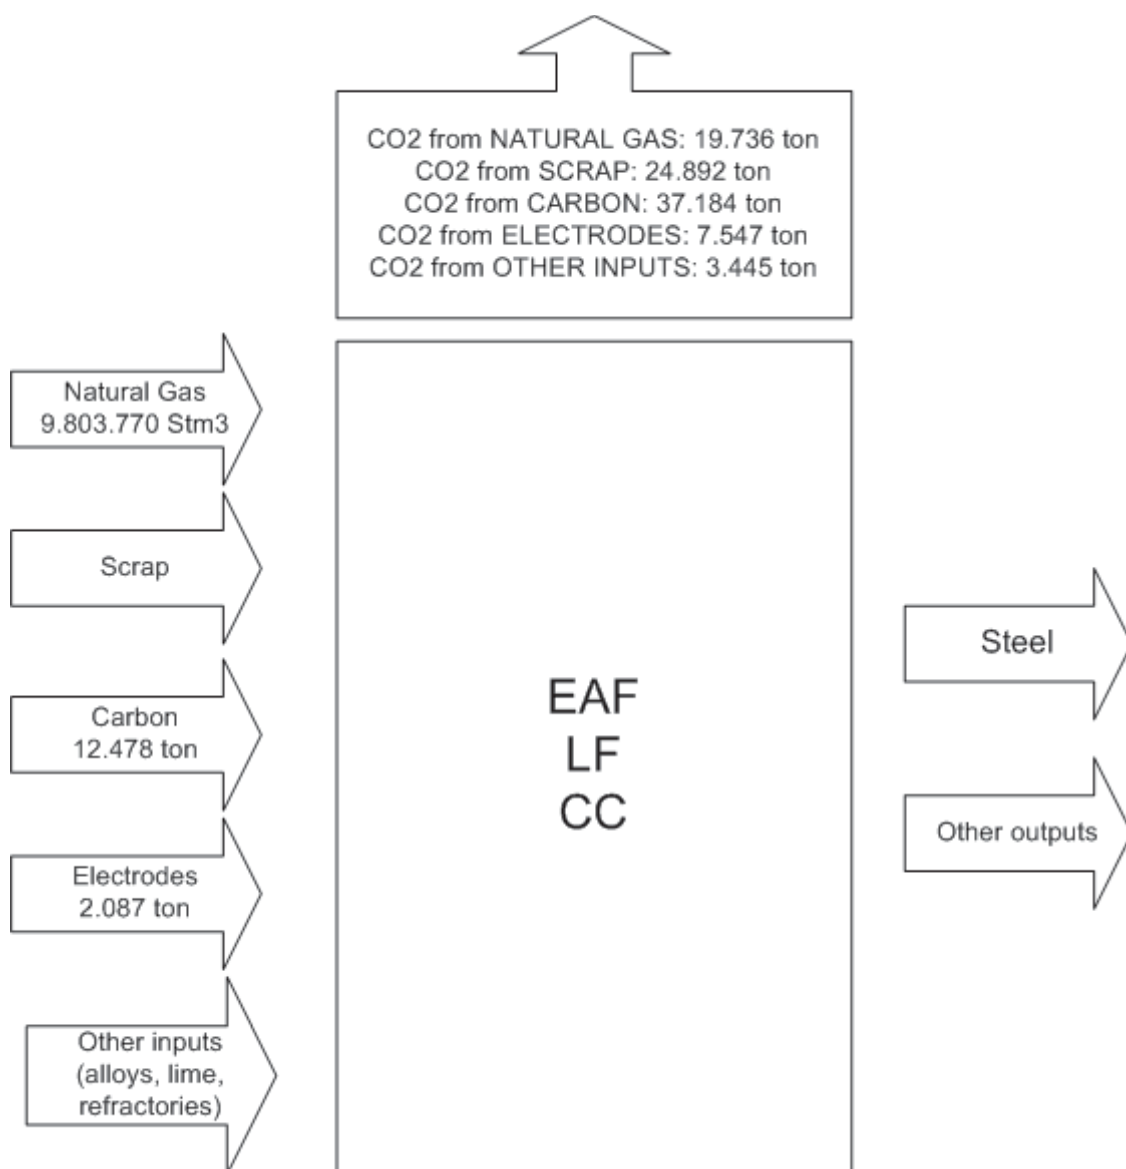 CO2 from NATURAL GAS: 19.736 ton
CO2 from SCRAP: 24.892 ton
CO2 from CARBON: 37.184 ton
CO2 from ELECTRODES: 7.547 ton
CO2 from OTHER INPUTS: 3.445 ton
Natural Gas
9.803.770 Stm3
Scrap
Carbon
12.478 ton
Electrodes
2.087 ton
Other inputs
(alloys, lime,
refractories)
EAF
LF
CC
Steel
Other outputs